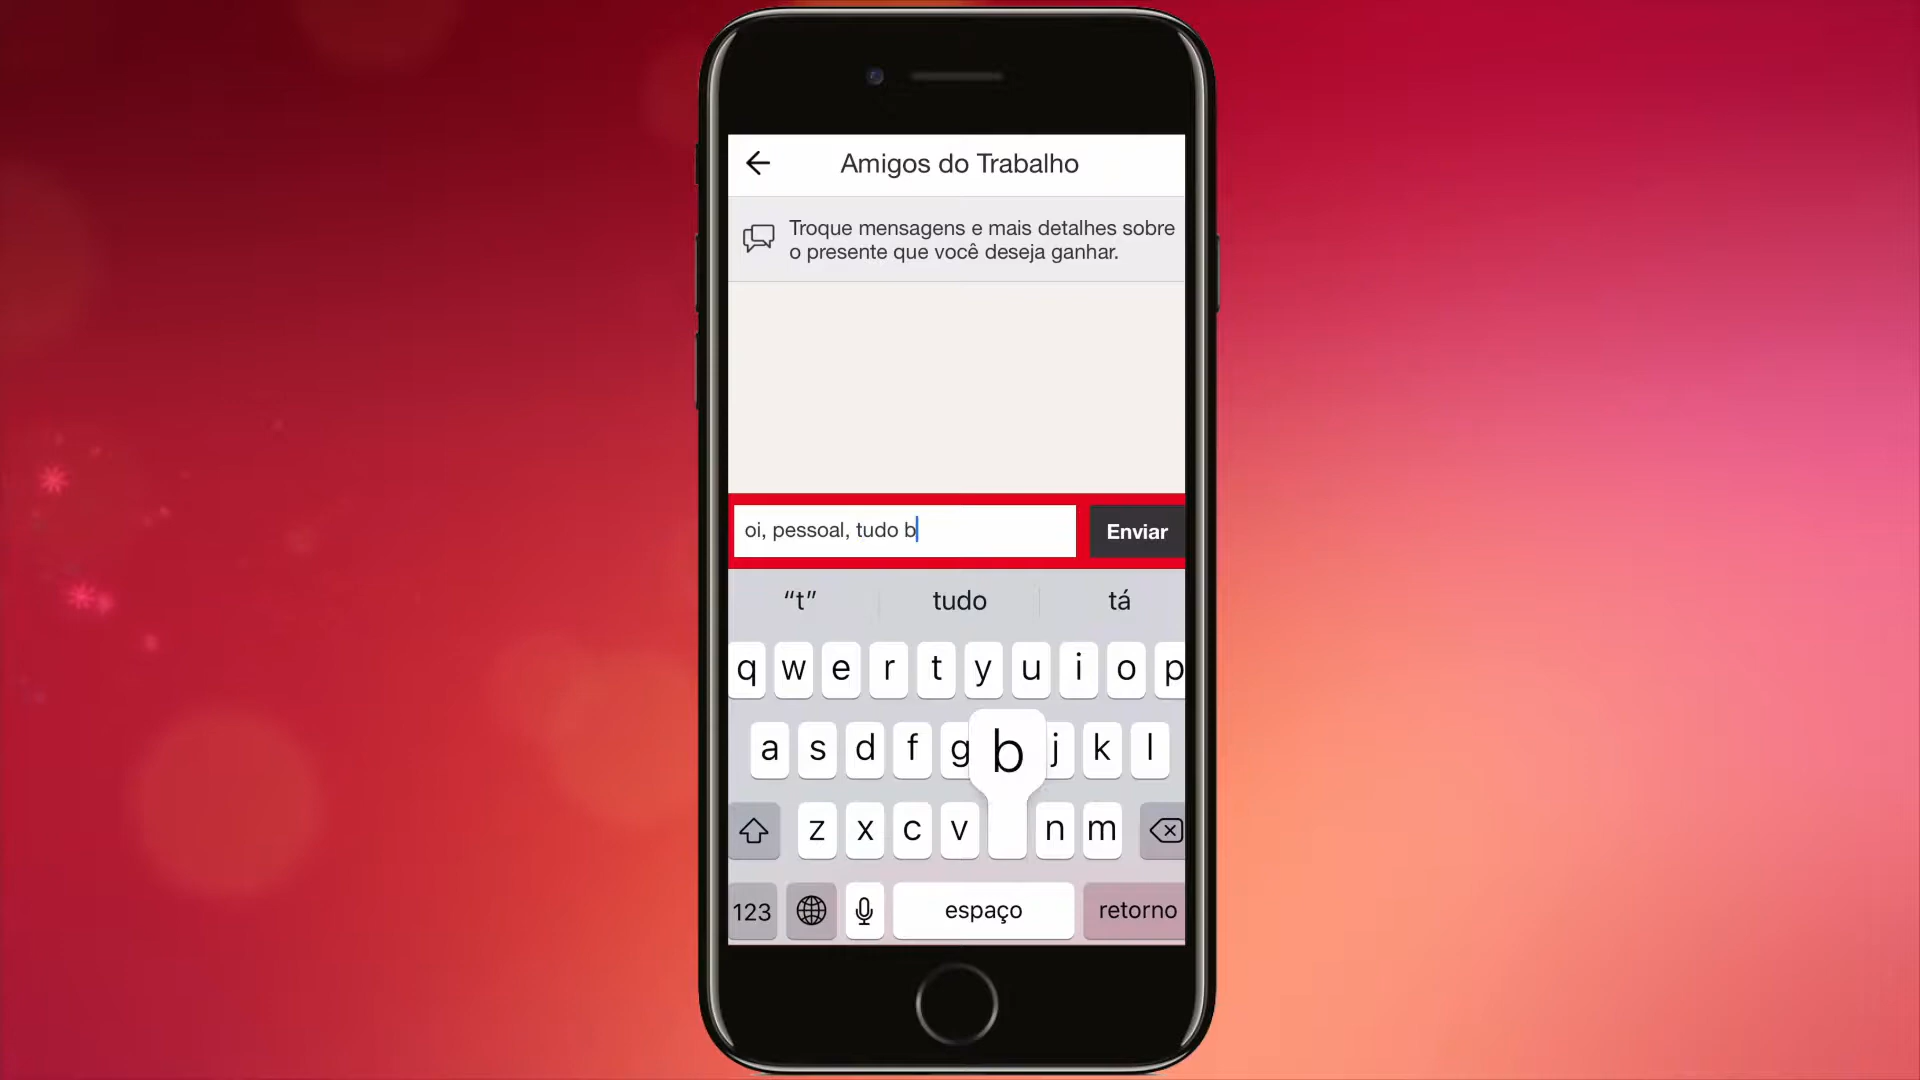 Amigos do Trabalho
Troque mensagens e mais detalhes sobre
o presente que você deseja ganhar.
oi, pessoal, tudo b
Enviar
“t” tudo tá
q w e r t y u i o p
a s d f g b j k l
z x c v n m
123 espaço retorno